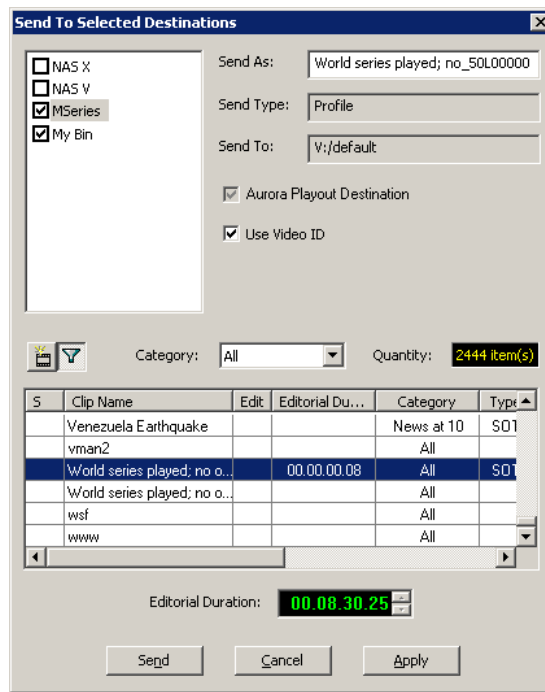 Send To Selected Destinations
NAS X
NAS V
MSeries
My Bin
Send As: World series played; no_50L00000
Send Type: Profile
Send To: V:/default
Aurora Playout Destination
Use Video ID
Category: All Quantity: 2444 item(s)
S Clip Name Edit Editorial Du... Category Type
Venezuela Earthquake News at 10 SOT
vman2 All
World series played; no o... 00.00.00.08 All SOT
World series played; no o... All
wsf All
www All
Editorial Duration: 00.08.30.25
Send Cancel Apply